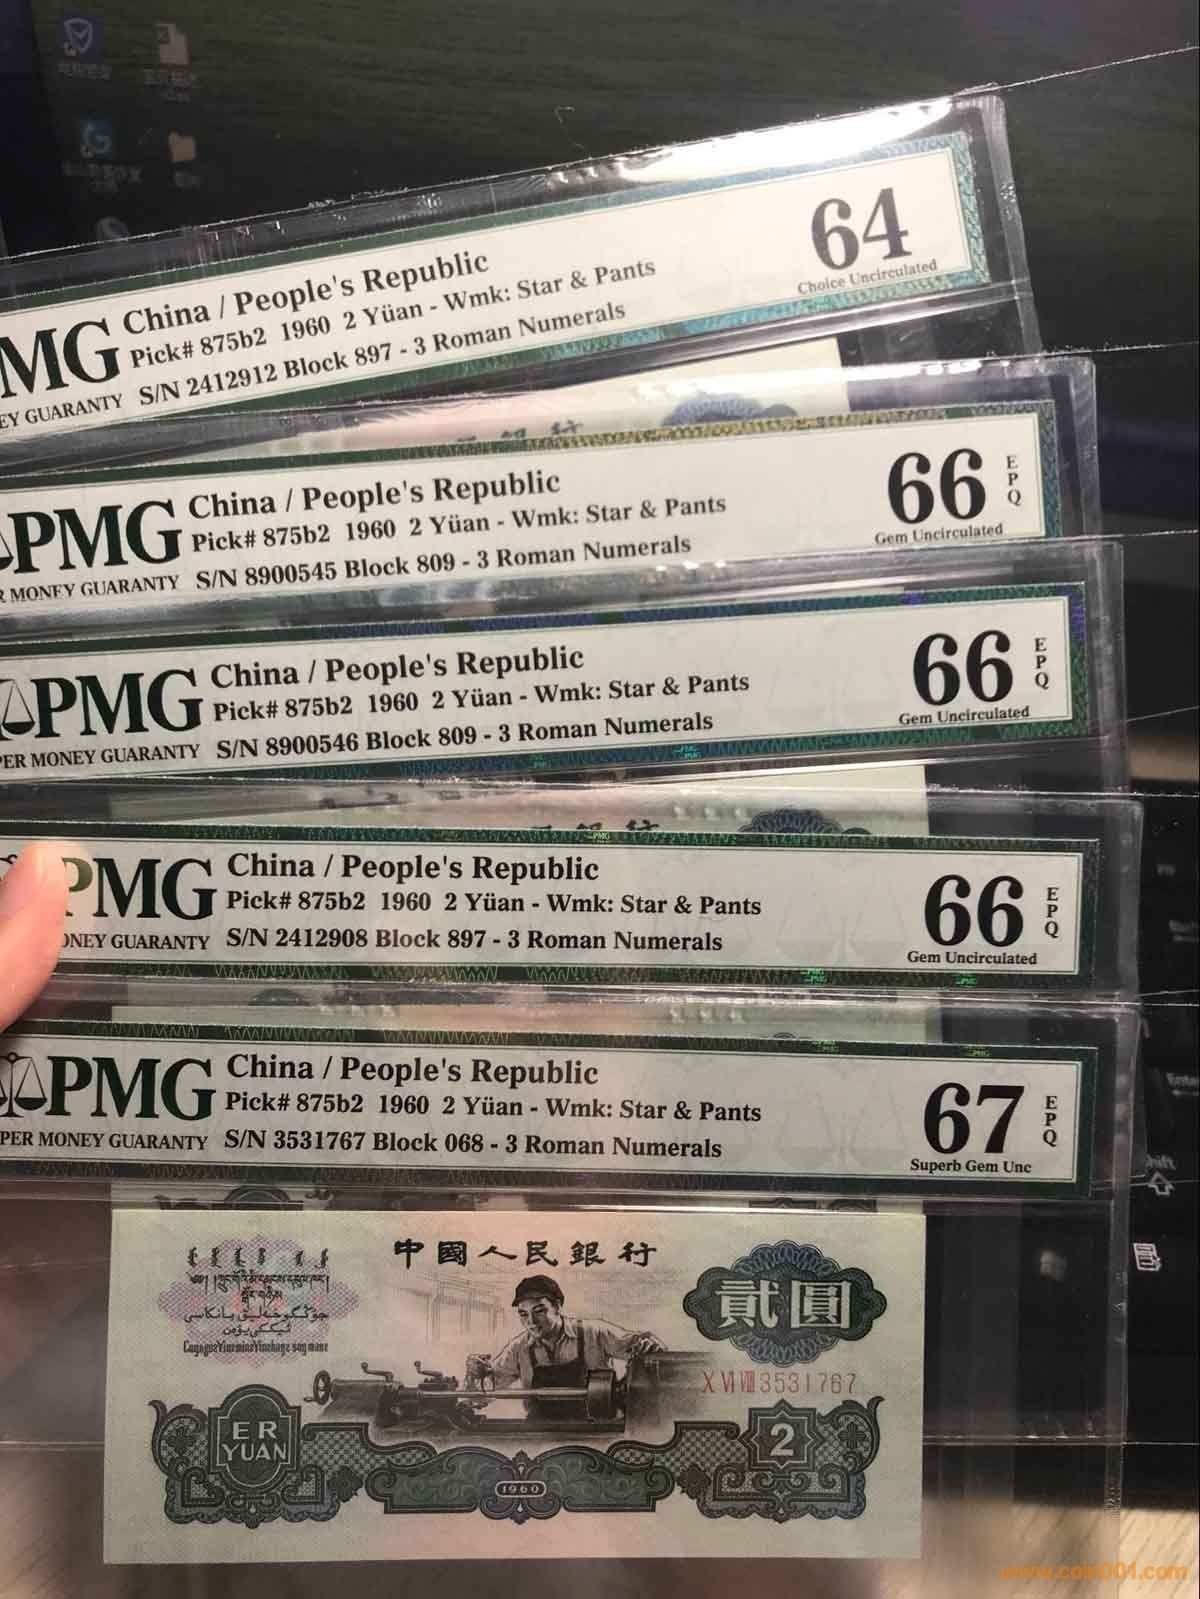 MG China / People's Republic 64
Pick# 875b2 1960 2 Yüan - Wmk: Star & Pants Choice Uncirculated
EY GUARANTY S/N 2412912 Block 897 - 3 Roman Numerals
PMG China / People's Republic 66 EPQ
Pick# 875b2 1960 2 Yüan - Wmk: Star & Pants Gem Uncirculated
R MONEY GUARANTY S/N 8900545 Block 809 - 3 Roman Numerals
PMG China / People's Republic 66 EPQ
Pick# 875b2 1960 2 Yüan - Wmk: Star & Pants Gem Uncirculated
PER MONEY GUARANTY S/N 8900546 Block 809 - 3 Roman Numerals
PMG China / People's Republic 66 EPQ
Pick# 875b2 1960 2 Yüan - Wmk: Star & Pants
ONEY GUARANTY S/N 2412908 Block 897 - 3 Roman Numerals Gem Uncirculated
PMG China / People's Republic 67 EPQ
Pick# 875b2 1960 2 Yüan - Wmk: Star & Pants
PER MONEY GUARANTY S/N 3531767 Block 068 - 3 Roman Numerals Superb Gem Unc
Shift
中國人民銀行
貳圓
X VI VIII 3531767
ER
YUAN
2
1960
www.coin001.com